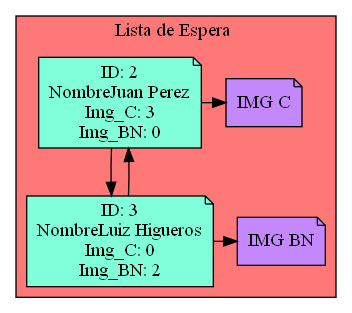 Lista de Espera
ID: 2
NombreJuan Perez
Img_C: 3
Img_BN: 0
IMG C
ID: 3
NombreLuiz Higueros
Img_C: 0
Img_BN: 2
IMG BN